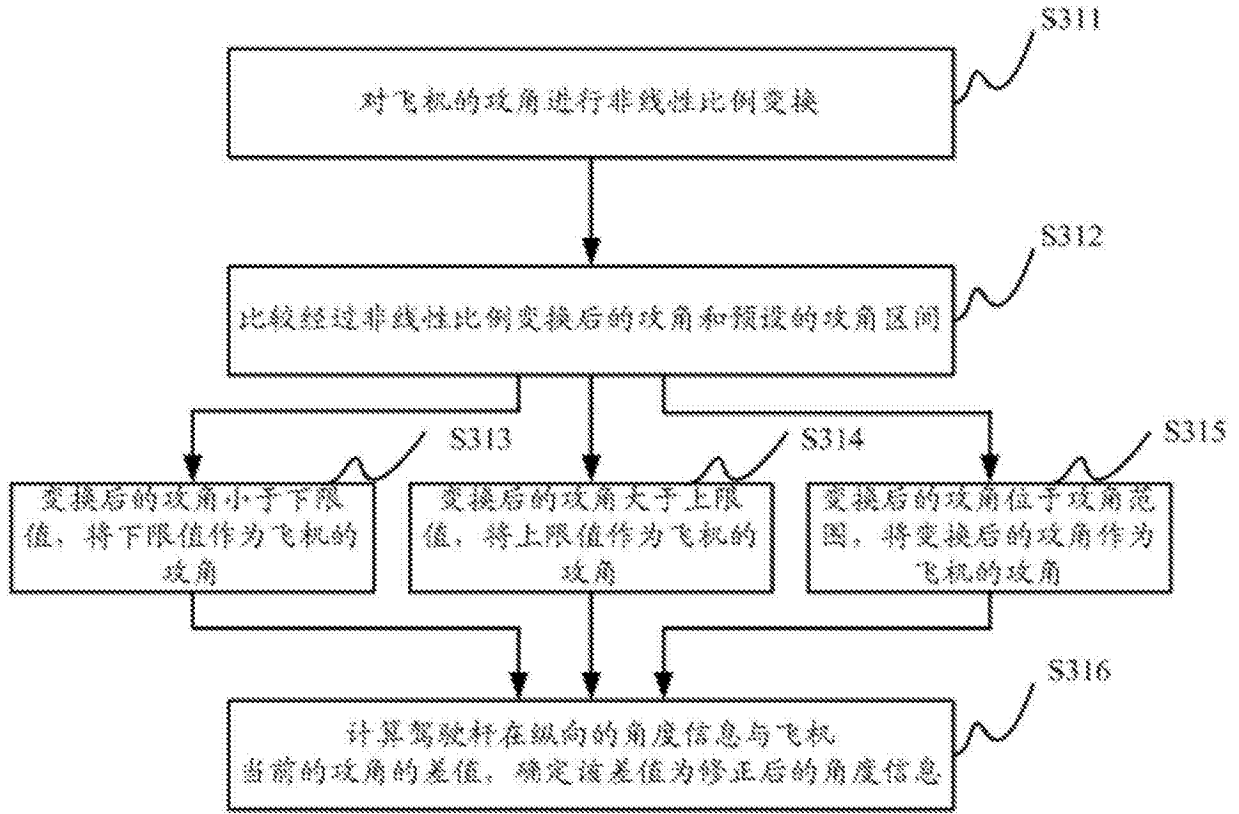 S311
对飞机的攻角进行非线性比例变换
S312
比较经过非线性比例变换后的攻角和预设的攻角区间
S313
变换后的攻角小于下限
值，将下限值作为飞机的
攻角
S314
变换后的攻角大于上限
值，将上限值作为飞机的
攻角
S315
变换后的攻角位于攻角范
围，将变换后的攻角作为
飞机的攻角
S316
计算驾驶杆在纵向的角度信息与飞机
当前的攻角的差值，确定该差值为修正后的角度信息